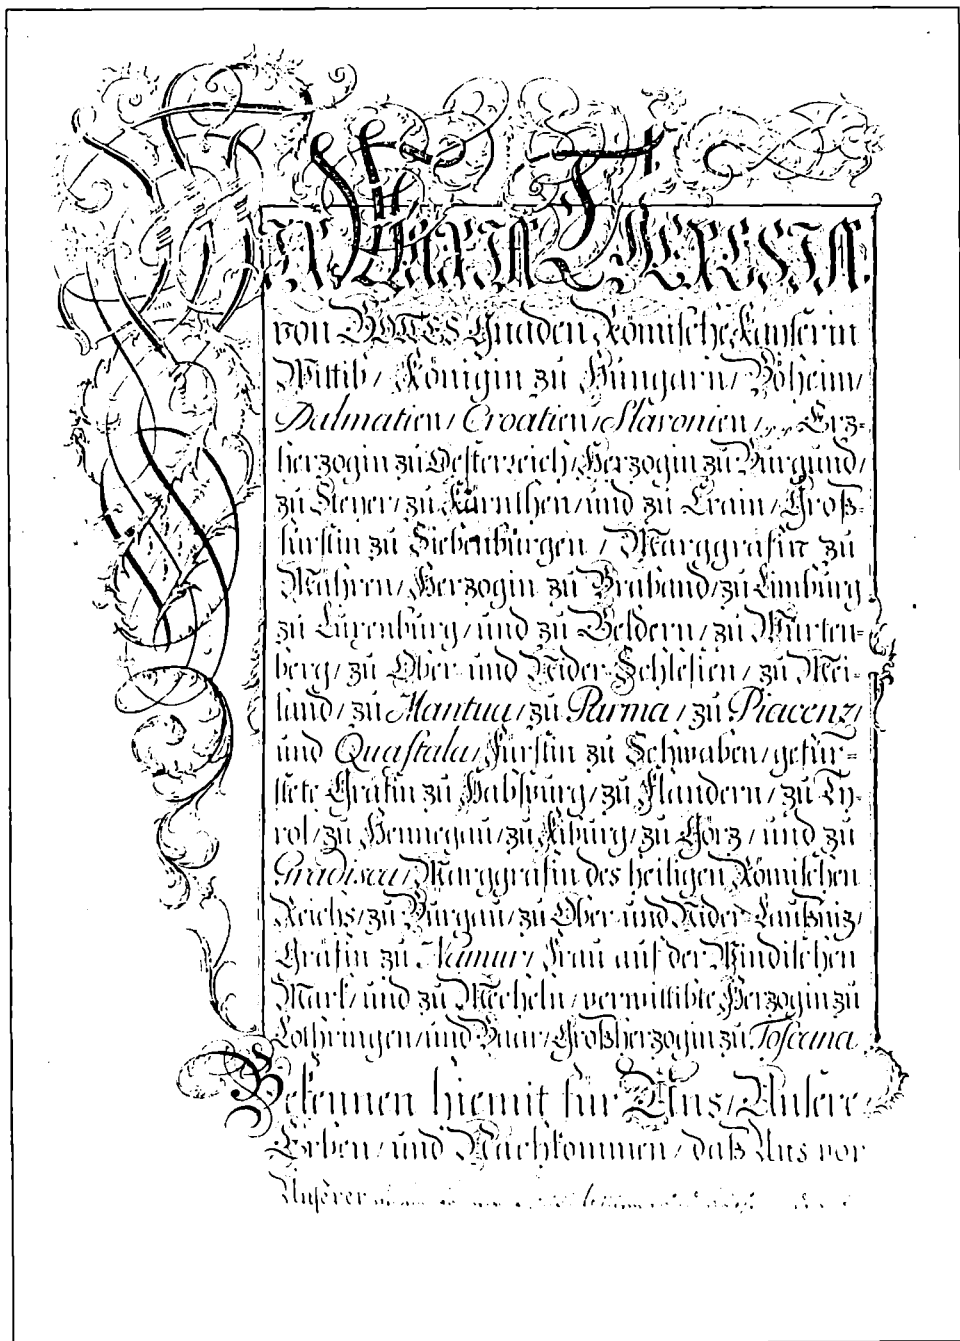 WIR MARIA THERESIA
von GOTTES Gnaden Römische Kayserin
Wittib/ Königin zu Hungarn/ Böheim/
Dalmatien/ Croatien/ Slavonien/ Erz=
herzogin zu Oesterreich/ Herzogin zu Burgund/
zu Steyer/ zu Kärnthen/ und zu Crain/ Groß=
fürstin zu Siebenbürgen/ Marggräfin zu
Mähren/ Herzogin zu Braband/ zu Limburg
zu Luxenburg/ und zu Geldern/ zu Würten=
berg/ zu Ober- und Nider-Schlesien/ zu Mei=
land/ zu Mantua/ zu Parma/ zu Piacenz/
und Quastala/ Fürstin zu Schwaben/ gefür=
stete Gräfin zu Habspurg/ zu Flandern/ zu Ty=
rol/ zu Hennegau/ zu Kiburg/ zu Görz/ und zu
Gradisca/ Marggräfin des heiligen Römischen
Reichs/ zu Burgau/ zu Ober- und Nider-Laußniz/
Gräfin zu Namur/ Frau auf der Windischen
Mark/ und zu Mecheln/ verwittibte Herzogin zu
Lothringen/ und Baar/ Großherzogin zu Toscana
Bekennen hiemit für Uns/ Unsere
Erben/ und Nachkommen/ daß Uns vor
Unserer